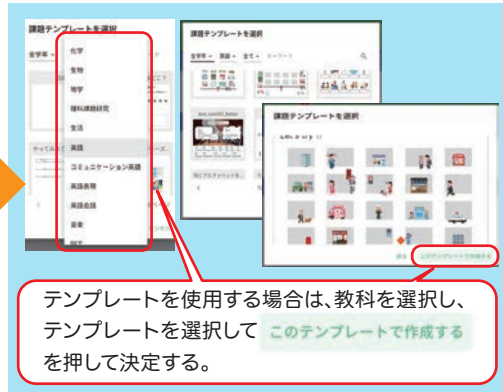 課題テンプレートを選択
全学年
化学
生物
地学
理科課題研究
生活
英語
コミュニケーション英語
英語表現
英語会話
音楽
課題テンプレートを選択
全学年 英語 全て キーワード
課題テンプレートを選択
戻る このテンプレートで作成する
テンプレートを使用する場合は、教科を選択し、
テンプレートを選択して このテンプレートで作成する
を押して決定する。